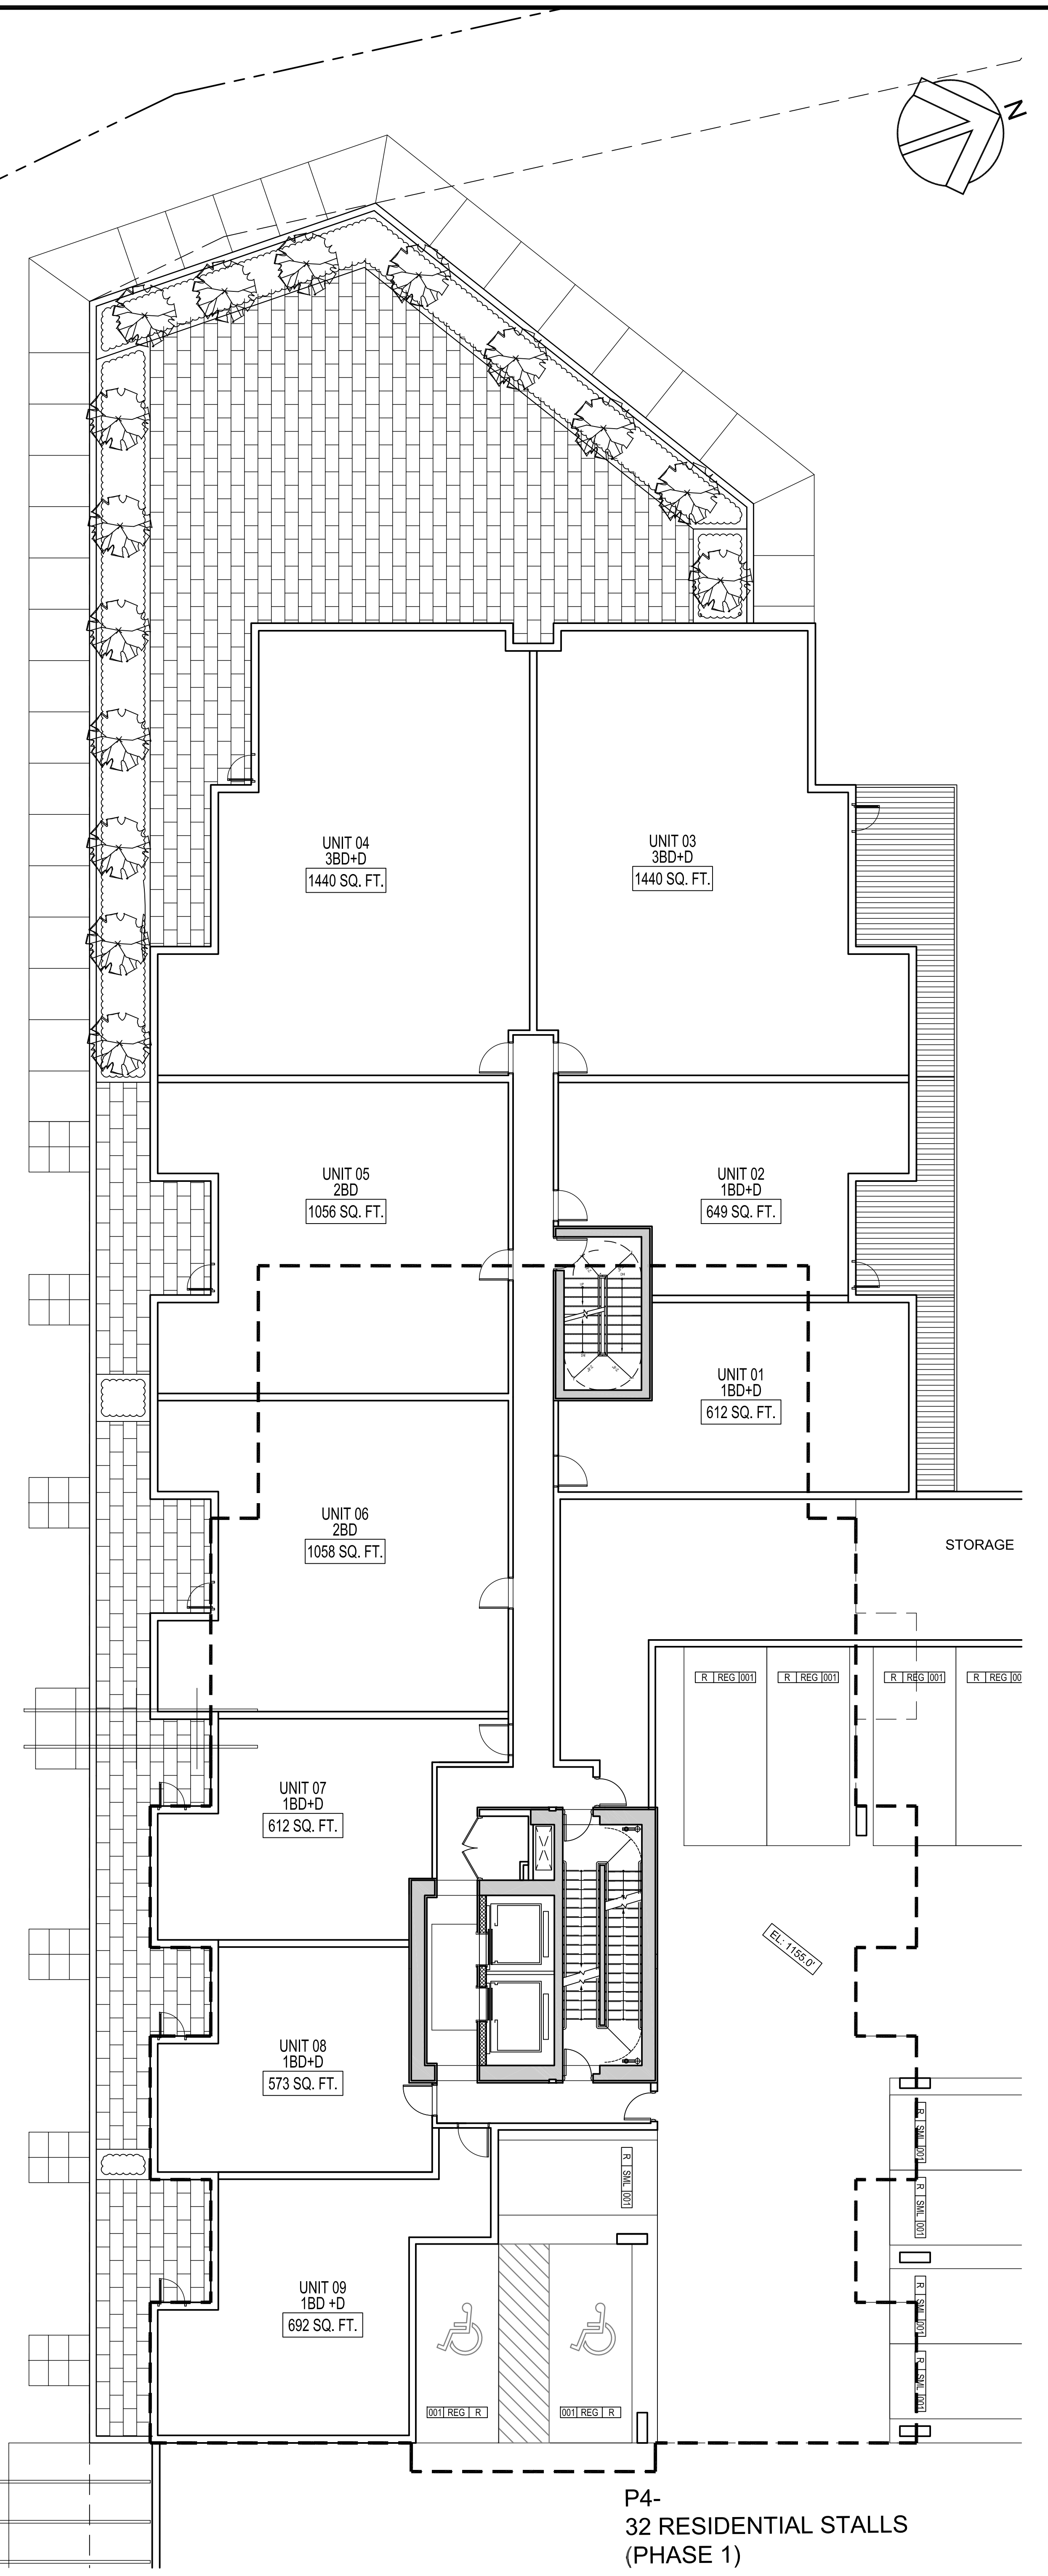 N
UNIT 04
3BD+D
1440 SQ. FT.
UNIT 03
3BD+D
1440 SQ. FT.
UNIT 05
2BD
1056 SQ. FT.
UNIT 02
1BD+D
649 SQ. FT.
UNIT 01
1BD+D
612 SQ. FT.
UNIT 06
2BD
1058 SQ. FT.
STORAGE
R REG 001
R REG 001
R REG 001
R REG 00
UNIT 07
1BD+D
612 SQ. FT.
EL: 1155.0'
UNIT 08
1BD+D
573 SQ. FT.
R SML 001
R SML 001
R SML 001
R SML 001
R SML 001
UNIT 09
1BD +D
692 SQ. FT.
001 REG R
001 REG R
P4-
32 RESIDENTIAL STALLS
(PHASE 1)